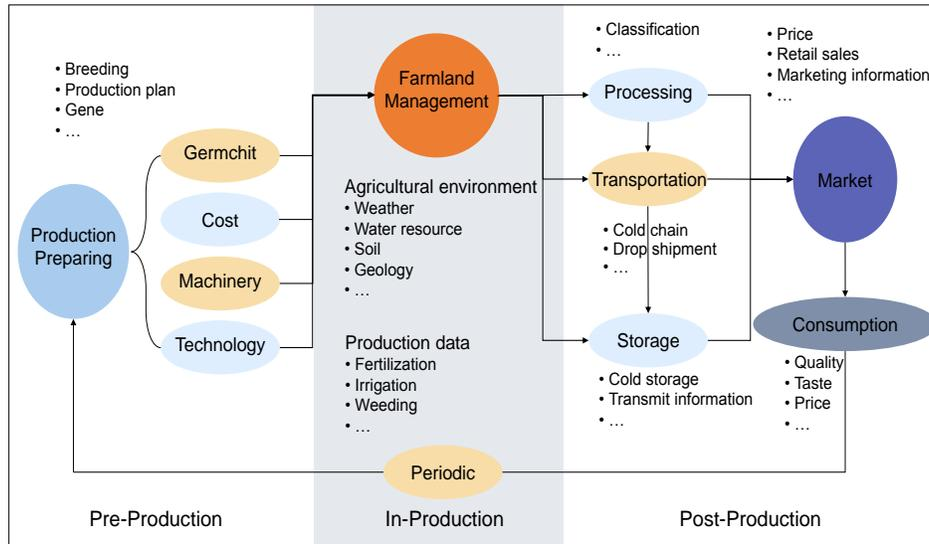 • Breeding
• Production plan
• Gene
• …
Production
Preparing
Germchit
Cost
Machinery
Technology
Farmland
Management
Agricultural environment
• Weather
• Water resource
• Soil
• Geology
• …
Production data
• Fertilization
• Irrigation
• Weeding
• …
• Classification
• …
Processing
Transportation
• Cold chain
• Drop shipment
• …
Storage
• Cold storage
• Transmit information
• …
• Price
• Retail sales
• Marketing information
• …
Market
Consumption
• Quality
• Taste
• Price
• …
Periodic
Pre-Production
In-Production
Post-Production